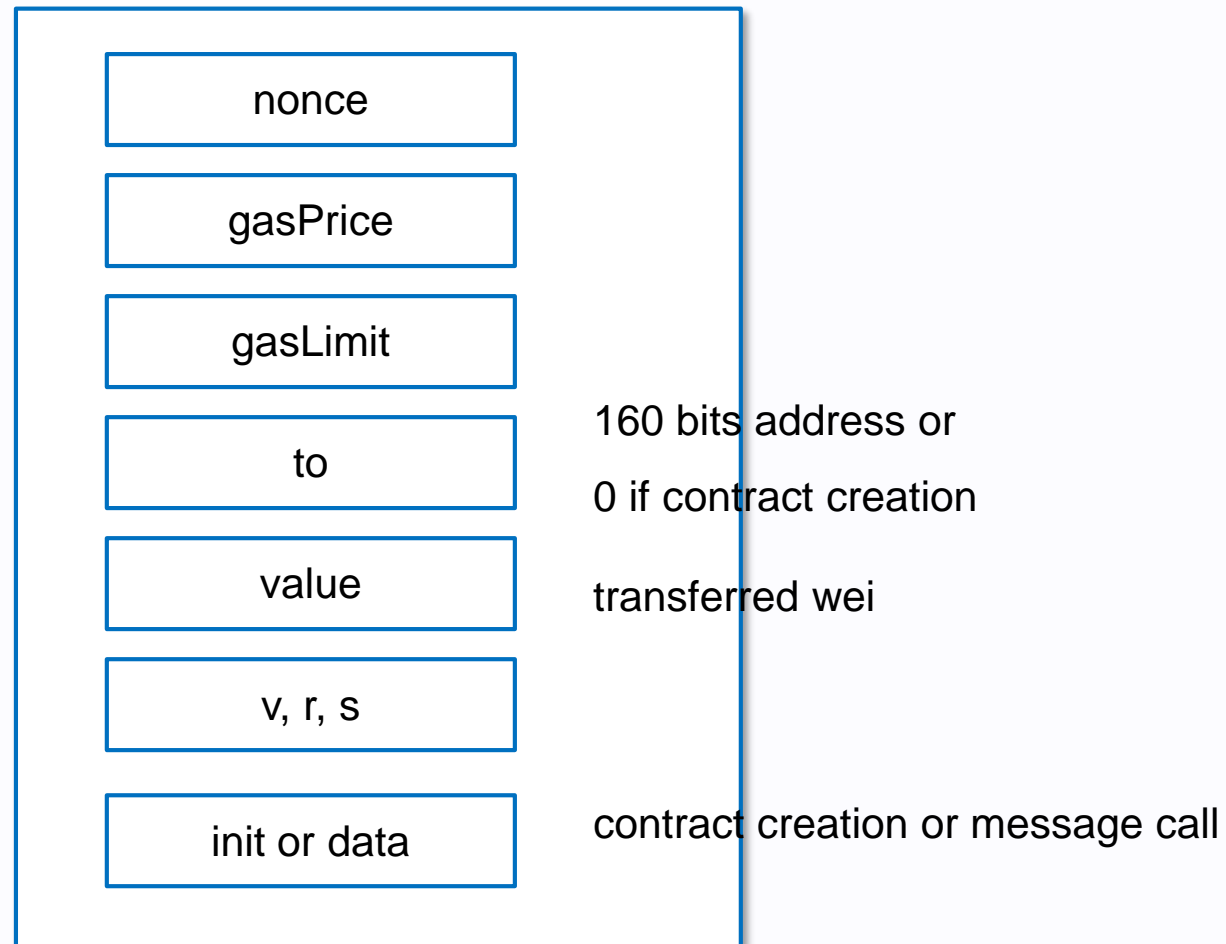 nonce
gasPrice
gasLimit
to
160 bits address or
0 if contract creation
value
transferred wei
v, r, s
init or data
contract creation or message call